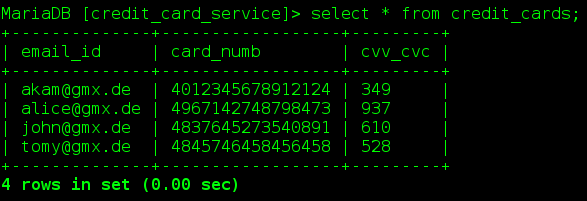 MariaDB [credit_card_service]> select * from credit_cards;
+---------------+------------------+---------+
| email_id      | card_numb        | cvv_cvc |
+---------------+------------------+---------+
| akam@gmx.de   | 4012345678912124 | 349     |
| alice@gmx.de  | 4967142748798473 | 937     |
| john@gmx.de   | 4837645273540891 | 610     |
| tomy@gmx.de   | 4845746458456458 | 528     |
+---------------+------------------+---------+
4 rows in set (0.00 sec)